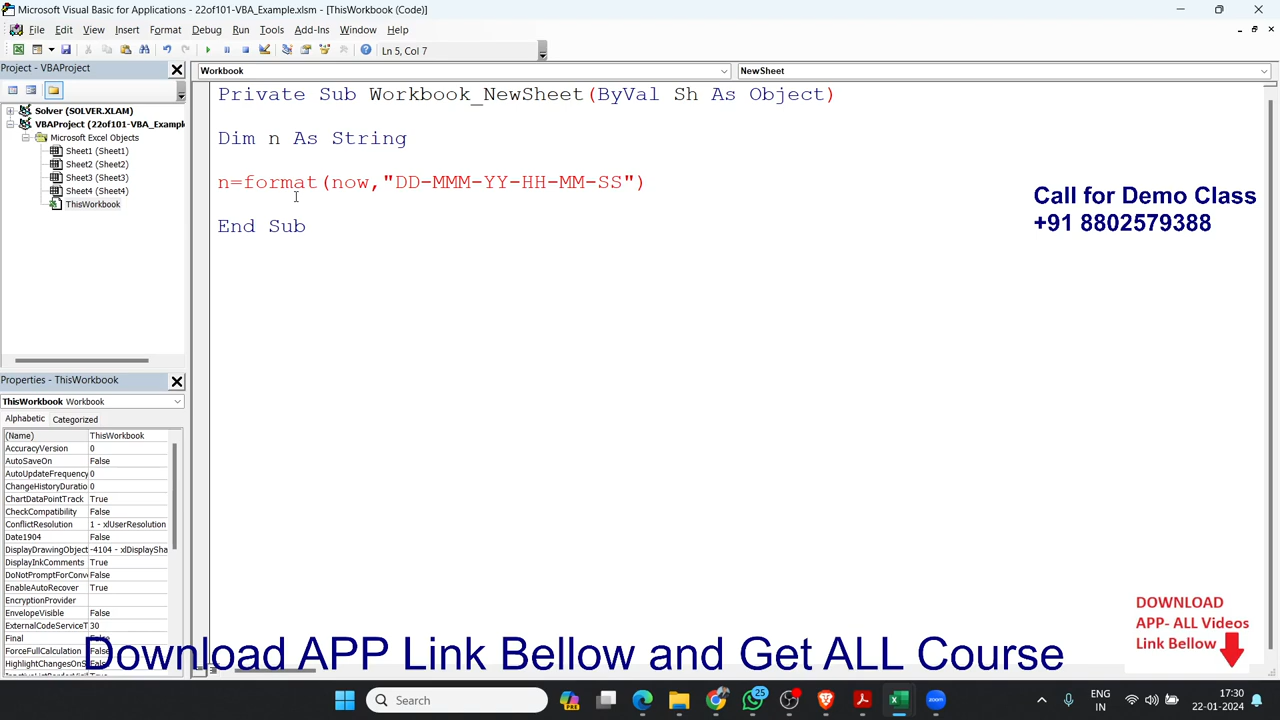 Microsoft Visual Basic for Applications - 22of101-VBA_Example.xlsm - [ThisWorkbook (Code)]
File Edit View Insert Format Debug Run Tools Add-Ins Window Help
Ln 5, Col 7
Project - VBAProject
Workbook
NewSheet
Solver (SOLVER.XLAM)
VBAProject (22of101-VBA_Exampl
Microsoft Excel Objects
Sheet1 (Sheet1)
Sheet2 (Sheet2)
Sheet3 (Sheet3)
Sheet4 (Sheet4)
ThisWorkbook
Private Sub Workbook_NewSheet(ByVal Sh As Object)
Dim n As String
n=format(now,"DD-MMM-YY-HH-MM-SS")
End Sub
Call for Demo Class
+91 8802579388
Properties - ThisWorkbook
ThisWorkbook Workbook
Alphabetic Categorized
(Name) ThisWorkbook
AccuracyVersion 0
AutoSaveOn False
AutoUpdateFrequency 0
ChangeHistoryDuratio 0
ChartDataPointTrack True
CheckCompatibility False
ConflictResolution 1 - xlUserResolution
Date1904 False
DisplayDrawingObject -4104 - xlDisplaySha
DisplayInkComments True
DoNotPromptForConv False
EnableAutoRecover True
EncryptionProvider
EnvelopeVisible False
ExternalCodeServiceT 30
Final False
ForceFullCalculation
HighlightChangesOnS
DOWNLOAD
APP- ALL Videos
Link Bellow
Download APP Link Bellow and Get ALL Course
Search
25
ENG
IN
17:30
22-01-2024